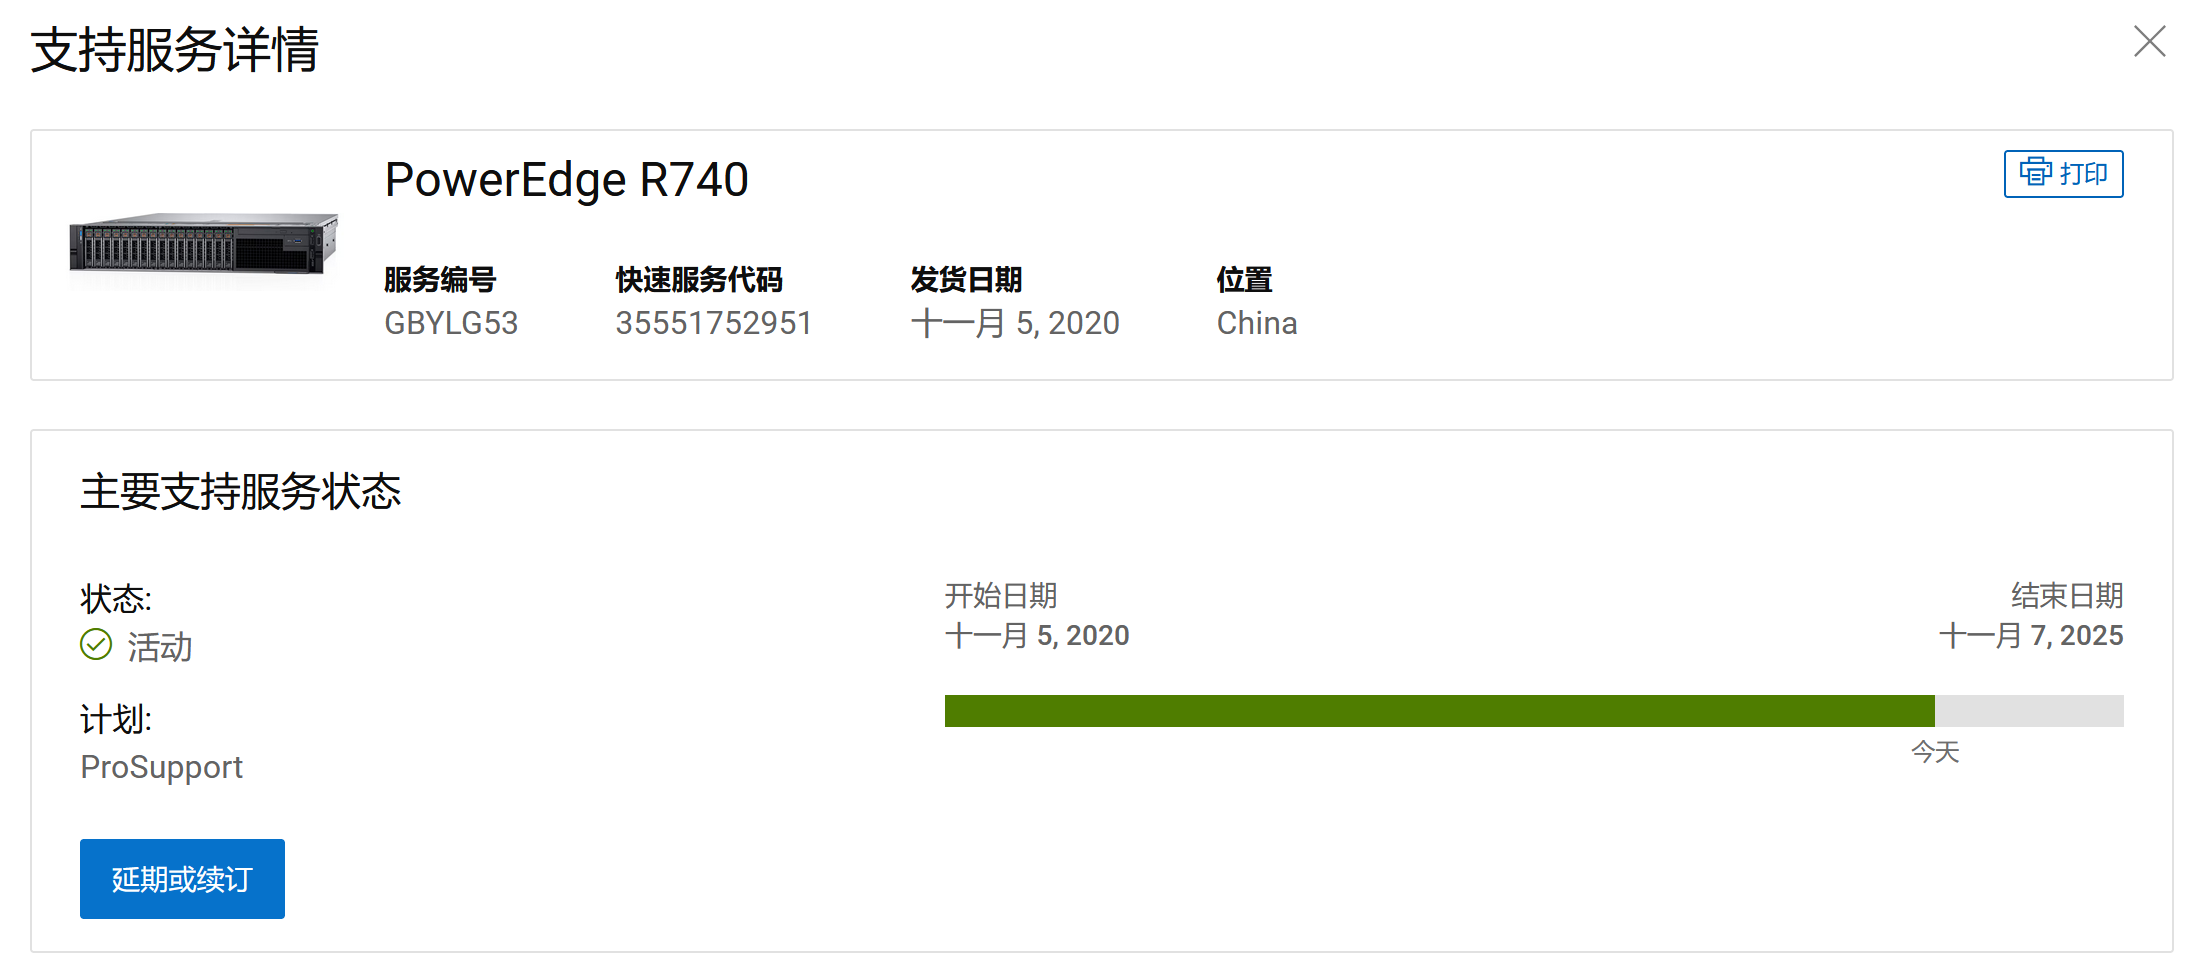 支持服务详情
PowerEdge R740
打印
服务编号 快速服务代码 发货日期 位置
GBYLG53 35551752951 十一月 5, 2020 China
主要支持服务状态
状态:
活动
计划:
ProSupport
开始日期 结束日期
十一月 5, 2020 十一月 7, 2025
今天
延期或续订